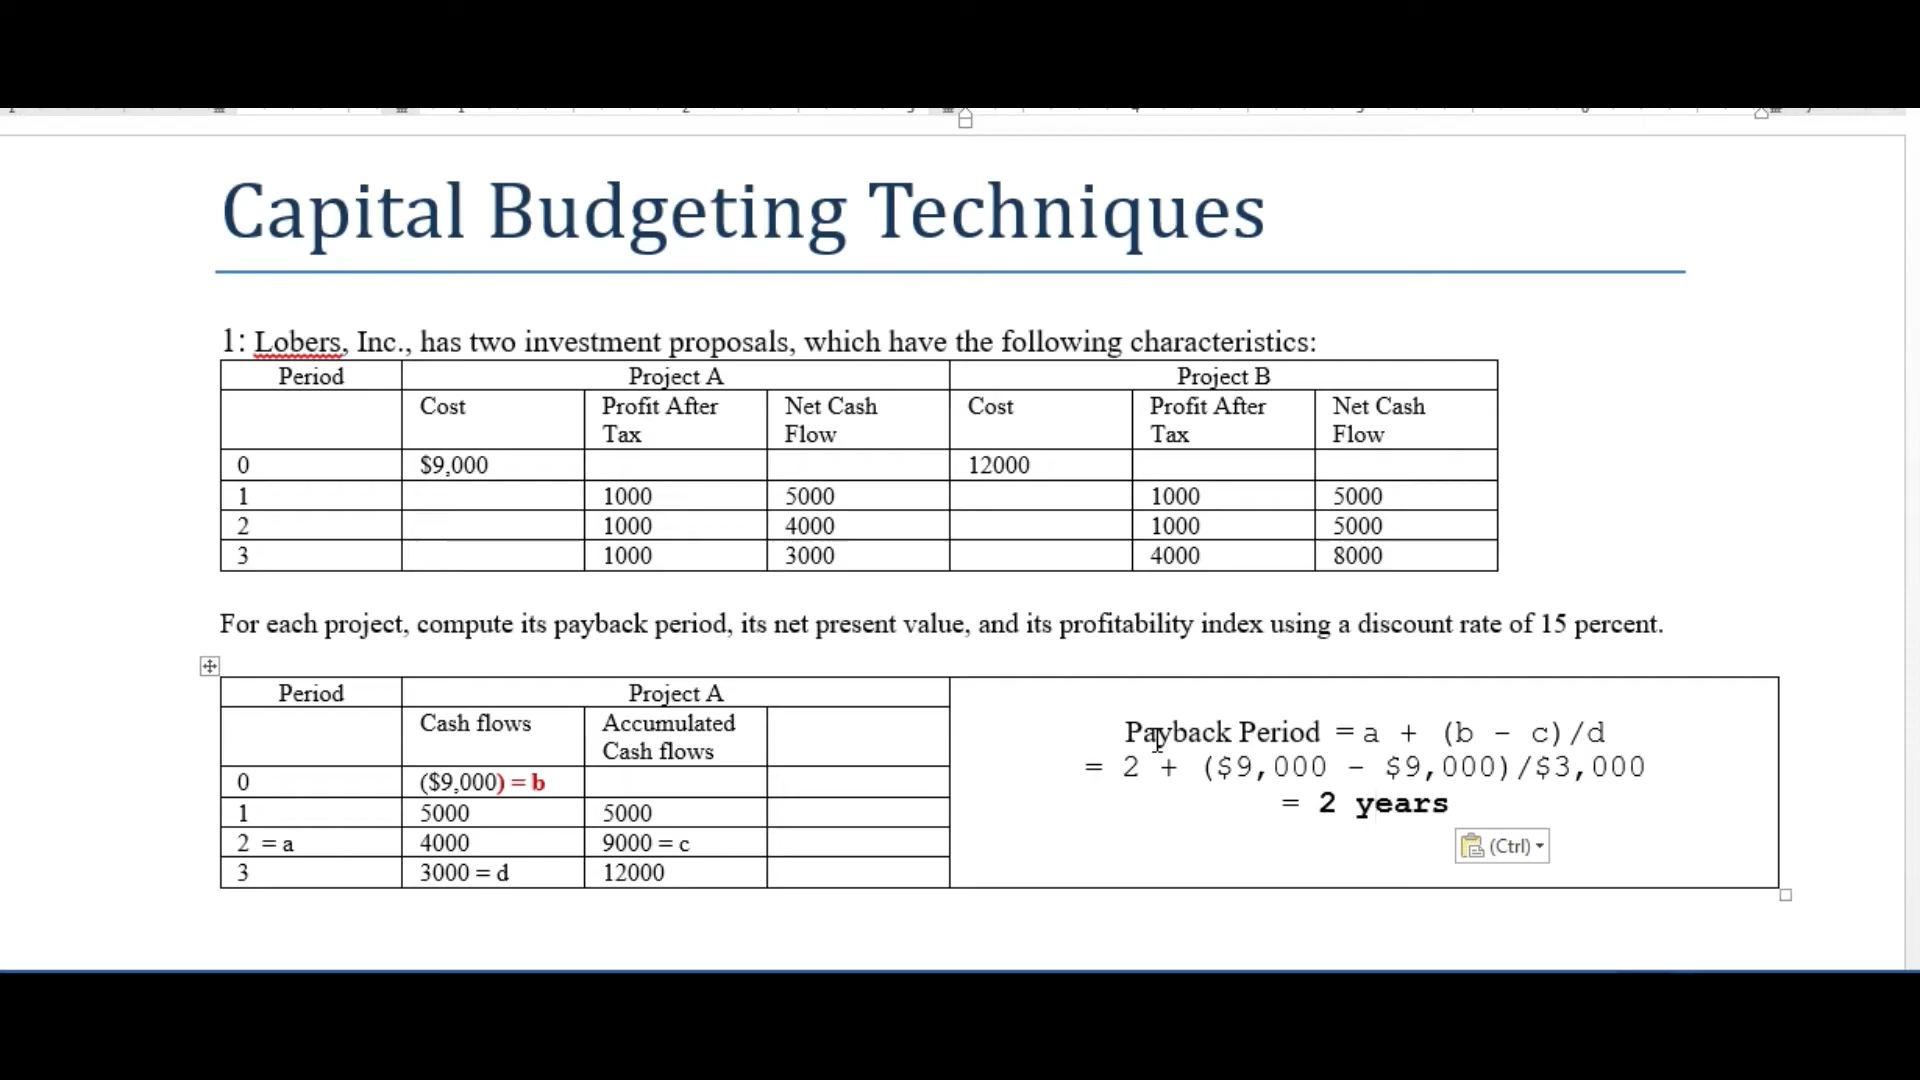 Capital Budgeting Techniques
1: Lobers, Inc., has two investment proposals, which have the following characteristics:
Period Project A Project B
Cost Profit After Tax Net Cash Flow Cost Profit After Tax Net Cash Flow
0 $9,000 12000
1 1000 5000 1000 5000
2 1000 4000 1000 5000
3 1000 3000 4000 8000
For each project, compute its payback period, its net present value, and its profitability index using a discount rate of 15 percent.
Period Project A
Cash flows Accumulated Cash flows
0 ($9,000) = b
1 5000 5000
2 = a 4000 9000 = c
3 3000 = d 12000
Payback Period = a + (b - c)/d
= 2 + ($9,000 - $9,000)/$3,000
= 2 years
(Ctrl)